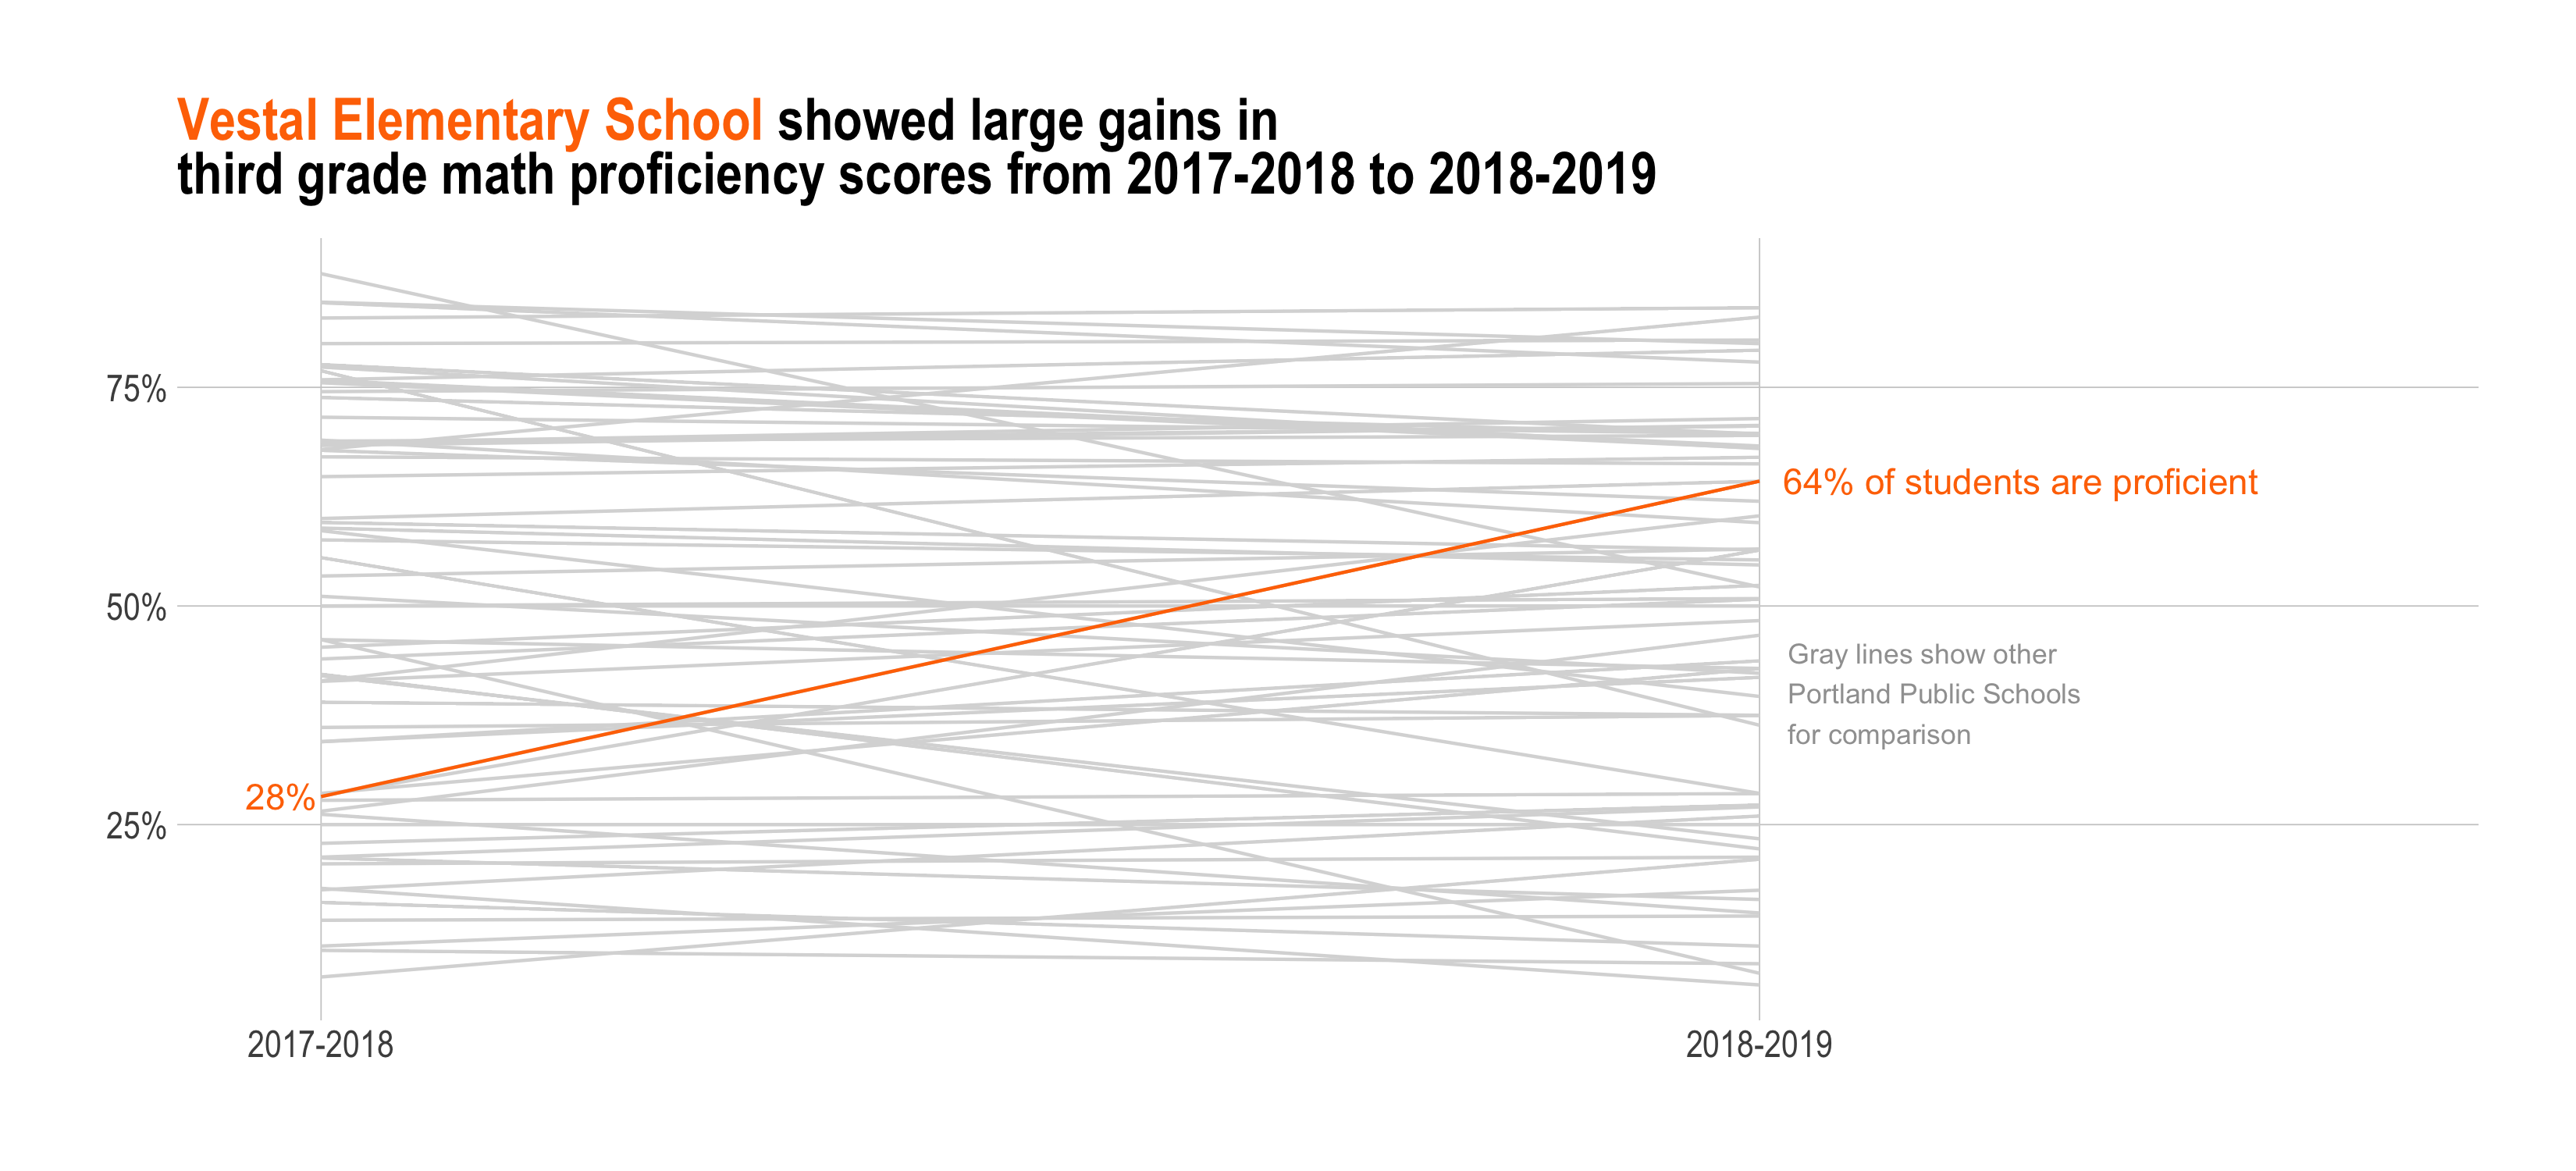 Vestal Elementary School showed large gains in
third grade math proficiency scores from 2017-2018 to 2018-2019
75%
64% of students are proficient
50%
Gray lines show other
Portland Public Schools
for comparison
28%
25%
2017-2018
2018-2019